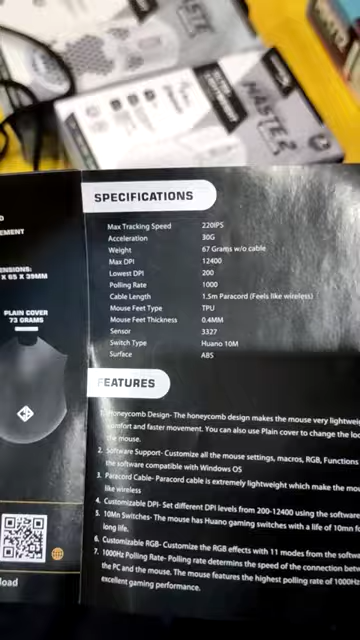 MASTER
SPECIFICATIONS
Max Tracking Speed 220IPS
Acceleration 30G
Weight 67 Grams w/o cable
Max DPI 12400
Lowest DPI 200
Polling Rate 1000
Cable Length 1.5m Paracord (Feels like wireless)
Mouse Feet Type TPU
Mouse Feet Thickness 0.4MM
Sensor 3327
Switch Type Huano 10M
Surface ABS
EMENT
ENSIONS:
X 65 X 39MM
PLAIN COVER
73 GRAMS
load
FEATURES
1. Honeycomb Design- The honeycomb design makes the mouse very lightwei
comfort and faster movement. You can also use Plain cover to change the loo
the mouse.
2. Software Support- Customize all the mouse settings, macros, RGB, Functions
the software compatible with Windows OS
3. Paracord Cable- Paracord cable is extremely lightweight which make the mou
like wireless
4. Customizable DPI- Set different DPI levels from 200-12400 using the software
5. 10Mn Switches- The mouse has Huano gaming switches with a life of 10mn fo
long life.
6. Customizable RGB- Customize the RGB effects with 11 modes from the softw
7. 1000Hz Polling Rate- Polling rate determines the speed of the connection betw
the PC and the mouse. The mouse features the highest polling rate of 1000Hz
excellent gaming performance.